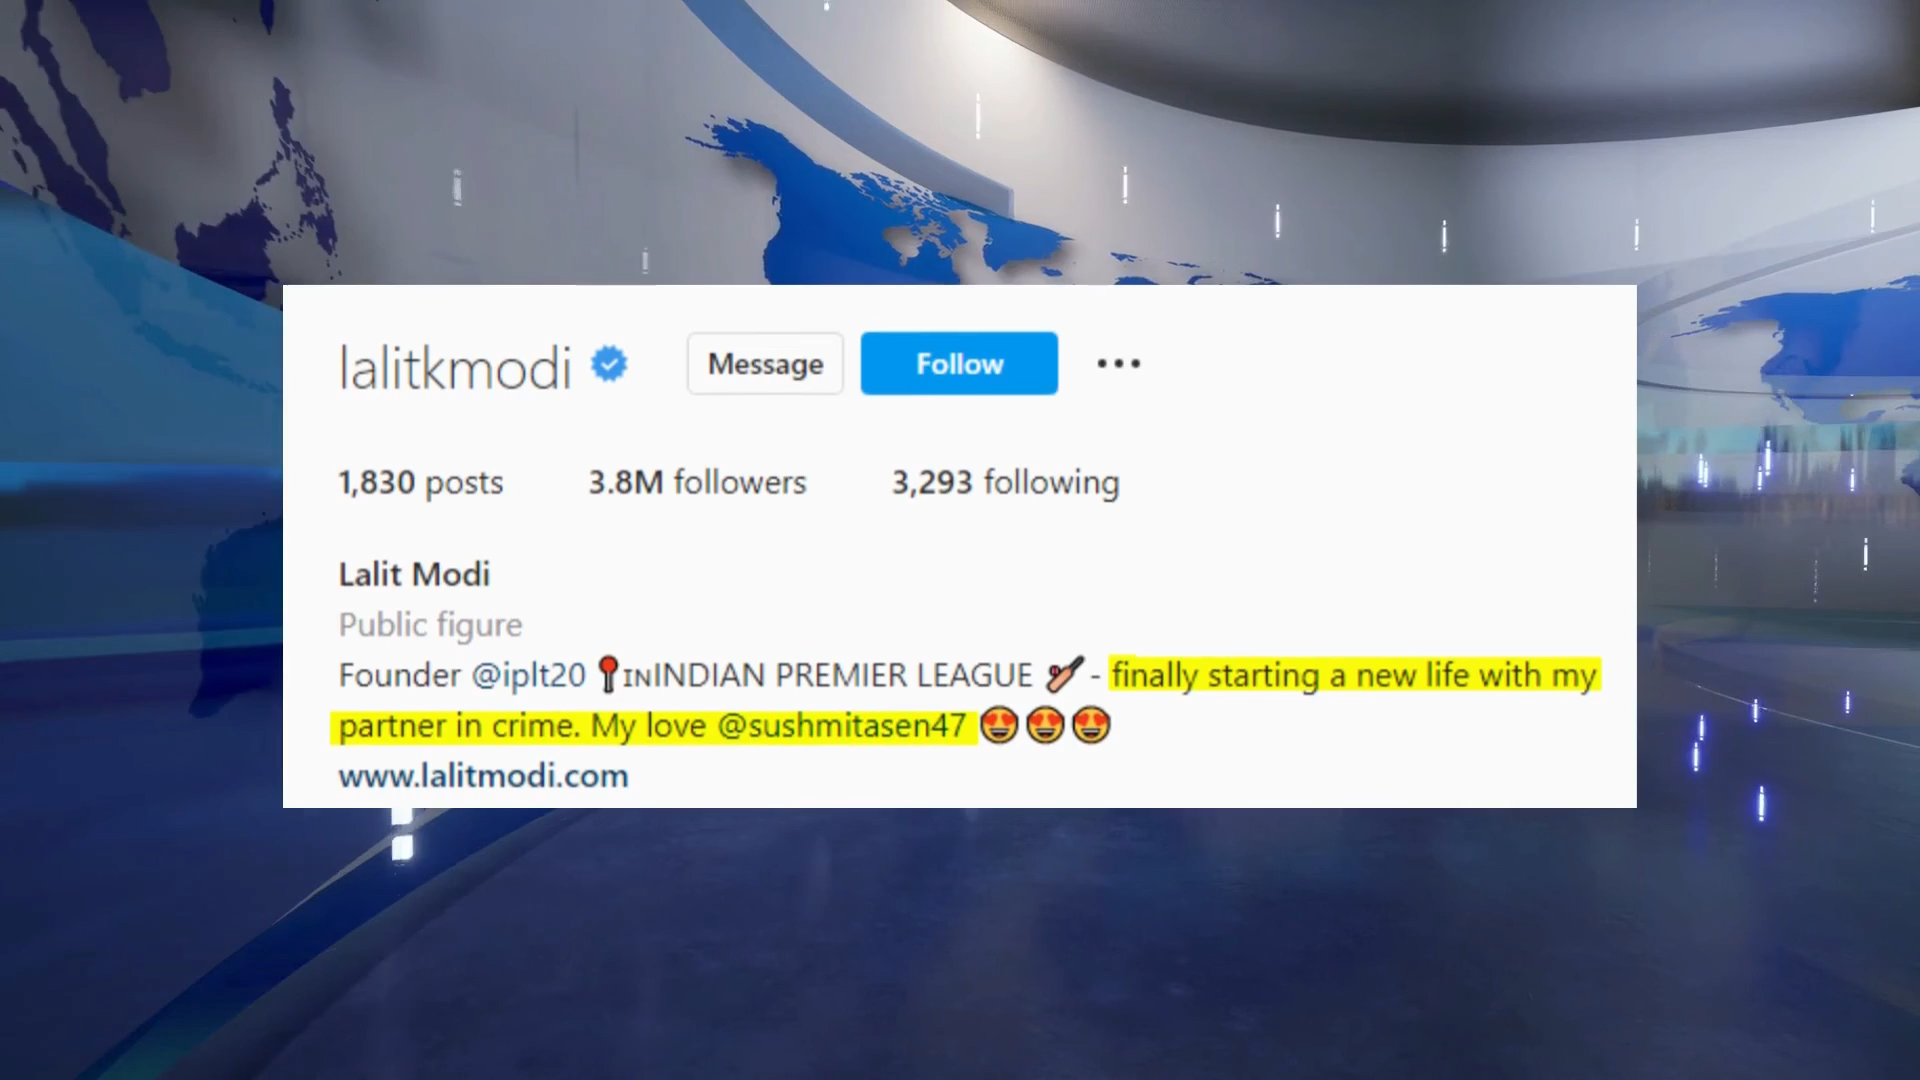 lalitkmodi Message Follow
1,830 posts 3.8M followers 3,293 following
Lalit Modi
Public figure
Founder @iplt20 📍ɪɴINDIAN PREMIER LEAGUE 🏏 - finally starting a new life with my
partner in crime. My love @sushmitasen47 😍😍😍
www.lalitmodi.com